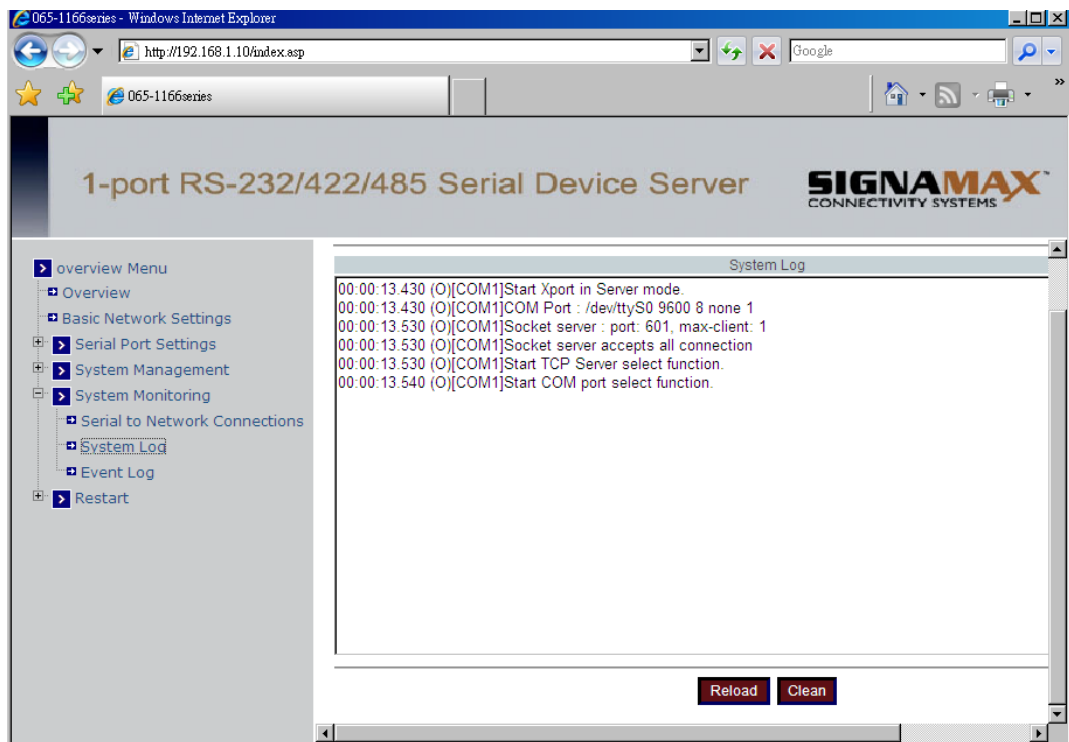 065-1166series - Windows Internet Explorer
http://192.168.1.10/index.asp
Google
065-1166series
1-port RS-232/422/485 Serial Device Server
SIGNAMAX™
CONNECTIVITY SYSTEMS
overview Menu
Overview
Basic Network Settings
Serial Port Settings
System Management
System Monitoring
Serial to Network Connections
System Log
Event Log
Restart
System Log
00:00:13.430 (O)[COM1]Start Xport in Server mode.
00:00:13.430 (O)[COM1]COM Port : /dev/ttyS0 9600 8 none 1
00:00:13.530 (O)[COM1]Socket server : port: 601, max-client: 1
00:00:13.530 (O)[COM1]Socket server accepts all connection
00:00:13.530 (O)[COM1]Start TCP Server select function.
00:00:13.540 (O)[COM1]Start COM port select function.
Reload
Clean